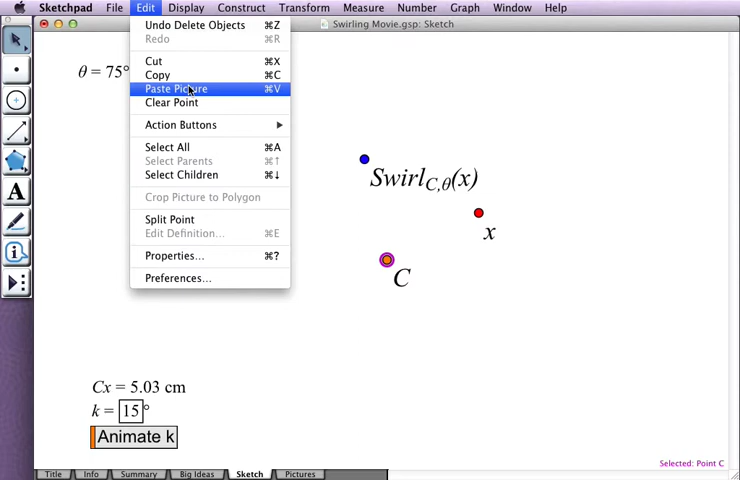 Sketchpad File Edit Display Construct Transform Measure Number Graph Window Help
Swirling Movie.gsp: Sketch
Undo Delete Objects ⌘Z
Redo ⌘R
Cut ⌘X
Copy ⌘C
Paste Picture ⌘V
Clear Point
Action Buttons
Select All ⌘A
Select Parents ⌘↑
Select Children ⌘↓
Crop Picture to Polygon
Split Point
Edit Definition... ⌘E
Properties... ⌘?
Preferences...
θ = 75°
SwirlC,θ(x)
x
C
A
i
Cx = 5.03 cm
k = 15°
Animate k
Selected: Point C
Title Info Summary Big Ideas Sketch Pictures